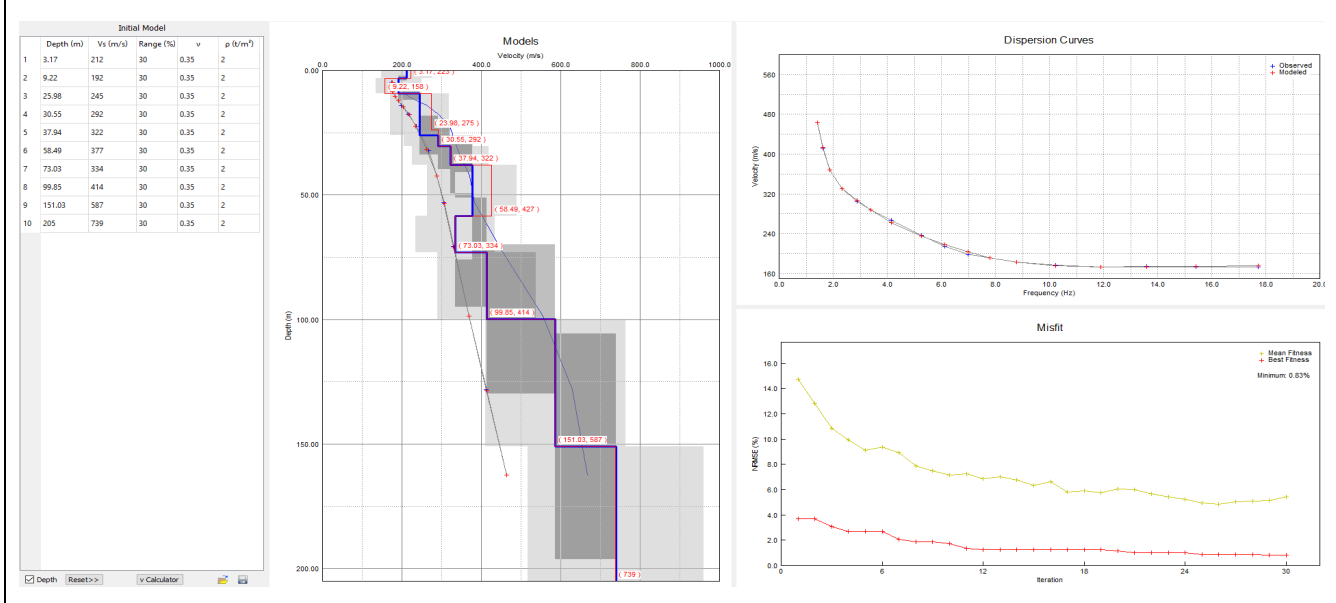 Initial Model
Depth (m) Vs (m/s) Range (%) ν ρ (t/m³)
1 3.17 212 30 0.35 2
2 9.22 192 30 0.35 2
3 25.98 245 30 0.35 2
4 30.55 292 30 0.35 2
5 37.94 322 30 0.35 2
6 58.49 377 30 0.35 2
7 73.03 334 30 0.35 2
8 99.85 414 30 0.35 2
9 151.03 587 30 0.35 2
10 205 739 30 0.35 2
Depth Reset>> ν Calculator
Models
Velocity (m/s)
0.0 200.0 400.0 600.0 800.0 1000.0
0.00
50.00
100.00
150.00
200.00
Depth (m)
( 3.17, 223 )
( 9.22, 158 )
( 23.98, 275 )
( 30.55, 292 )
( 37.94, 322 )
( 58.49, 427 )
( 73.03, 334 )
( 99.85, 414 )
( 151.03, 587 )
( 739 )
Dispersion Curves
Observed
Modeled
560
480
400
320
240
160
Velocity (m/s)
0.0 2.0 4.0 6.0 8.0 10.0 12.0 14.0 16.0 18.0 20.0
Frequency (Hz)
Misfit
Mean Fitness
Best Fitness
Minimum: 0.83%
16.0
14.0
12.0
10.0
8.0
6.0
4.0
2.0
0.0
NRMSE (%)
0 6 12 18 24 30
Iteration